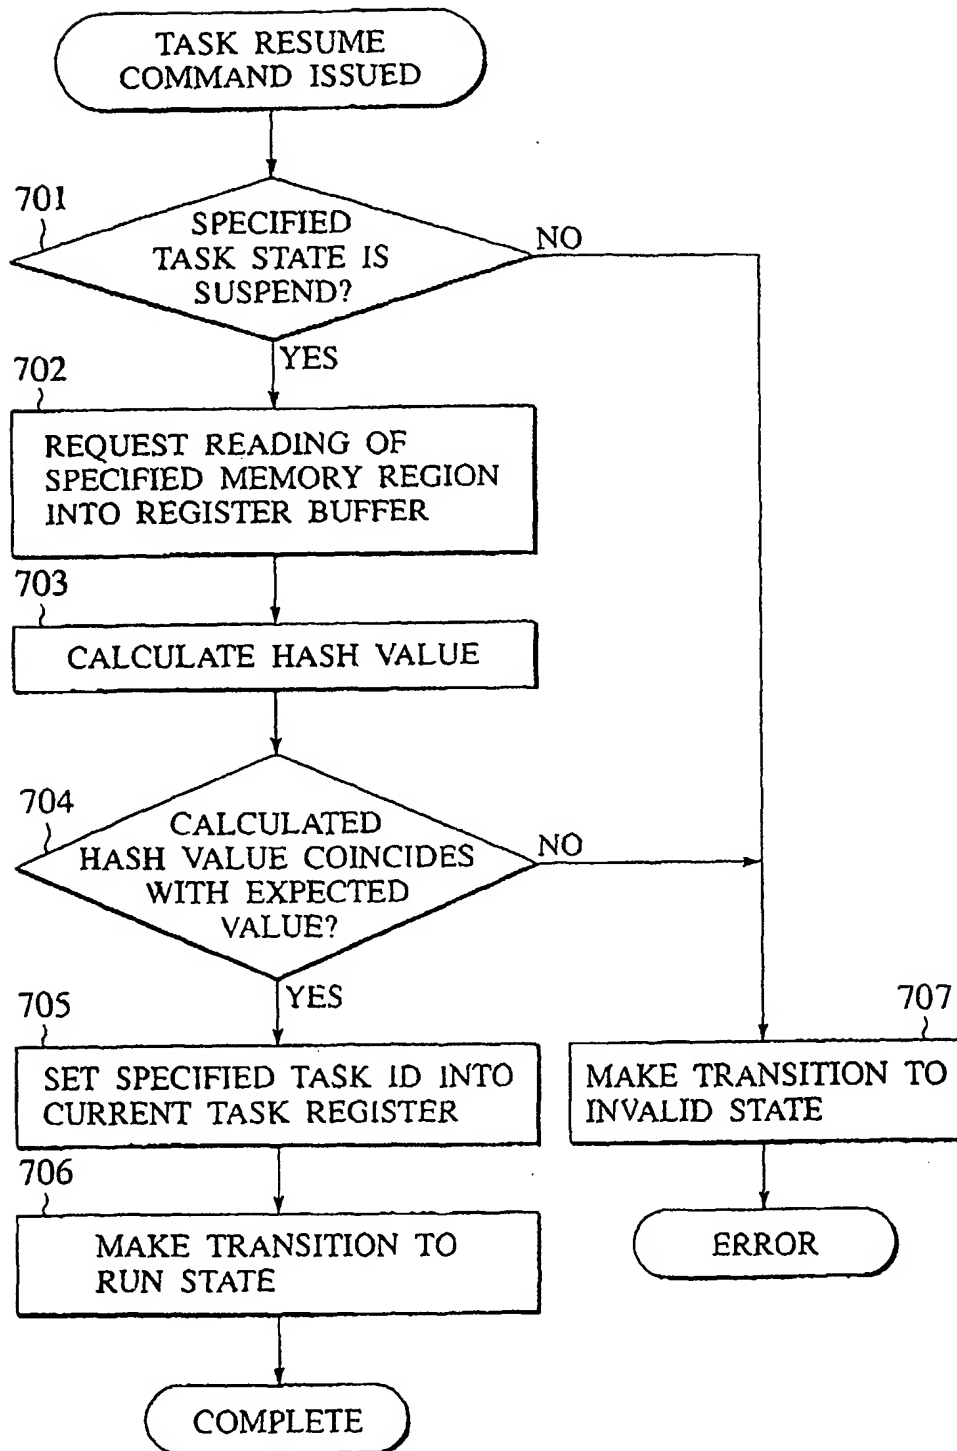 TASK RESUME
COMMAND ISSUED
701
SPECIFIED
TASK STATE IS
SUSPEND?
NO
YES
702
REQUEST READING OF
SPECIFIED MEMORY REGION
INTO REGISTER BUFFER
703
CALCULATE HASH VALUE
704
CALCULATED
HASH VALUE COINCIDES
WITH EXPECTED
VALUE?
NO
YES
705
SET SPECIFIED TASK ID INTO
CURRENT TASK REGISTER
707
MAKE TRANSITION TO
INVALID STATE
706
MAKE TRANSITION TO
RUN STATE
ERROR
COMPLETE